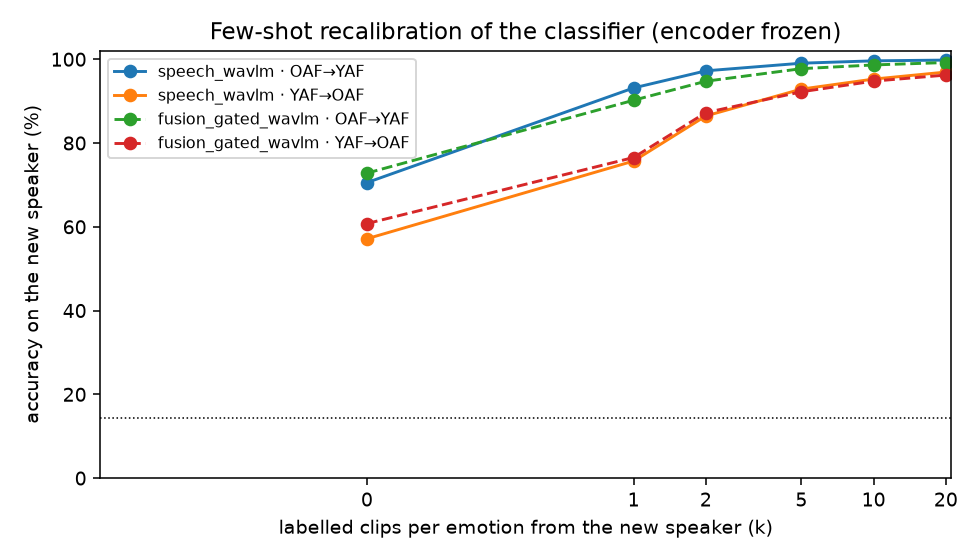 Few-shot recalibration of the classifier (encoder frozen)
speech_wavlm · OAF→YAF
speech_wavlm · YAF→OAF
fusion_gated_wavlm · OAF→YAF
fusion_gated_wavlm · YAF→OAF
accuracy on the new speaker (%)
100
80
60
40
20
0
0 1 2 5 10 20
labelled clips per emotion from the new speaker (k)